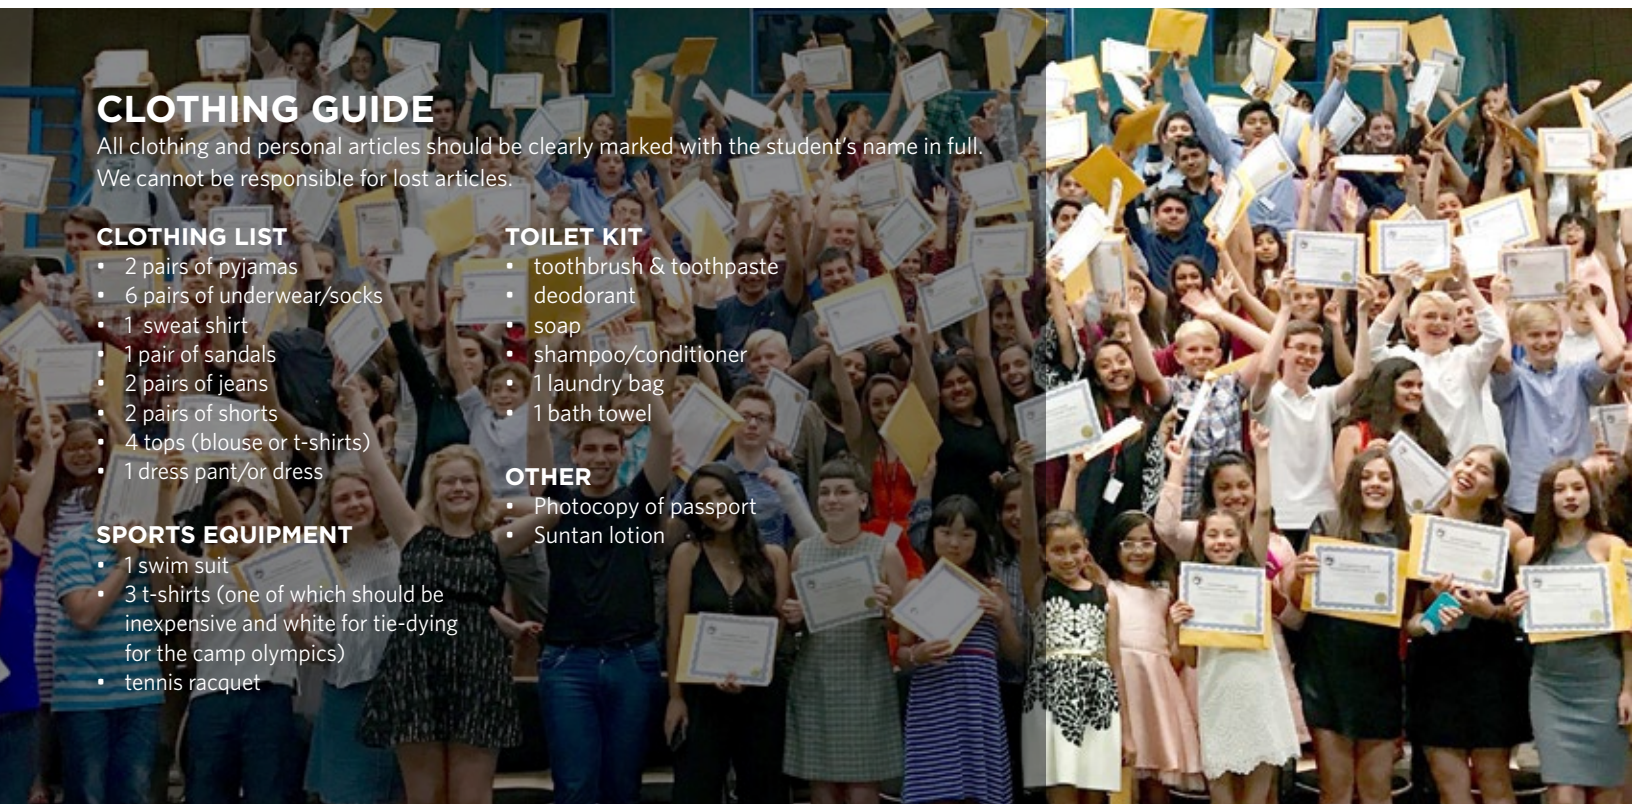 CLOTHING GUIDE
All clothing and personal articles should be clearly marked with the student’s name in full.
We cannot be responsible for lost articles.
CLOTHING LIST
• 2 pairs of pyjamas
• 6 pairs of underwear/socks
• 1 sweat shirt
• 1 pair of sandals
• 2 pairs of jeans
• 2 pairs of shorts
• 4 tops (blouse or t-shirts)
• 1 dress pant/or dress
SPORTS EQUIPMENT
• 1 swim suit
• 3 t-shirts (one of which should be
inexpensive and white for tie-dying
for the camp olympics)
• tennis racquet
TOILET KIT
• toothbrush & toothpaste
• deodorant
• soap
• shampoo/conditioner
• 1 laundry bag
• 1 bath towel
OTHER
• Photocopy of passport
• Suntan lotion